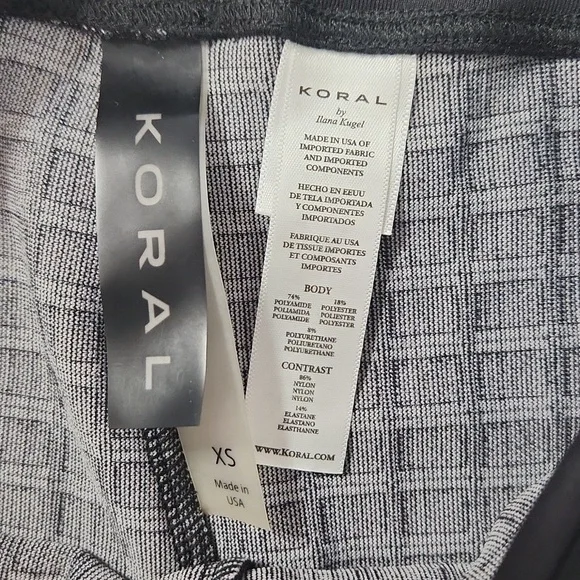 KORAL
XS
Made in
USA
KORAL
by
Ilana Kugel
MADE IN USA OF
IMPORTED FABRIC
AND IMPORTED
COMPONENTS
HECHO EN EEUU
DE TELA IMPORTADA
Y COMPONENTES
IMPORTADOS
FABRIQUE AU USA
DE TISSUE IMPORTES
ET COMPOSANTS
IMPORTES
BODY
74% 18%
POLYAMIDE POLYESTER
POLIAMIDA POLIESTER
POLYAMIDE POLYESTER
8%
POLYURETHANE
POLIURETANO
POLYURETHANE
CONTRAST
86%
NYLON
NYLON
NYLON
14%
ELASTANE
ELASTANO
ELASTHANNE
WWW.KORAL.COM